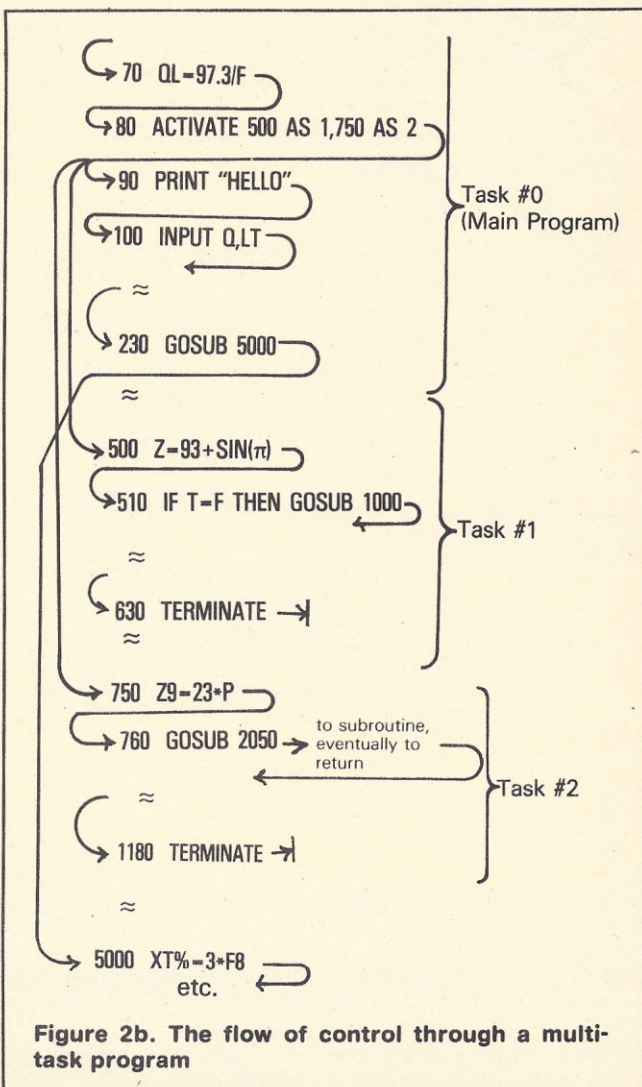 70 QL=97.3/F
80 ACTIVATE 500 AS 1,750 AS 2
90 PRINT "HELLO"
100 INPUT Q,LT
Task #0
(Main Program)
≈
230 GOSUB 5000
≈
500 Z=93+SIN(π)
510 IF T=F THEN GOSUB 1000
Task #1
≈
630 TERMINATE
≈
750 Z9=23*P
760 GOSUB 2050
to subroutine,
eventually to
return
Task #2
≈
1180 TERMINATE
≈
5000 XT%=3*F8
etc.
Figure 2b. The flow of control through a multi-
task program